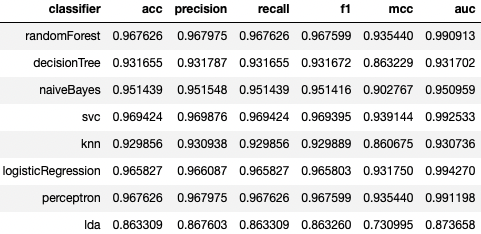 classifier acc precision recall f1 mcc auc
randomForest 0.967626 0.967975 0.967626 0.967599 0.935440 0.990913
decisionTree 0.931655 0.931787 0.931655 0.931672 0.863229 0.931702
naiveBayes 0.951439 0.951548 0.951439 0.951416 0.902767 0.950959
svc 0.969424 0.969876 0.969424 0.969395 0.939144 0.992533
knn 0.929856 0.930938 0.929856 0.929889 0.860675 0.930736
logisticRegression 0.965827 0.966087 0.965827 0.965803 0.931750 0.994270
perceptron 0.967626 0.967975 0.967626 0.967599 0.935440 0.991198
lda 0.863309 0.867603 0.863309 0.863260 0.730995 0.873658